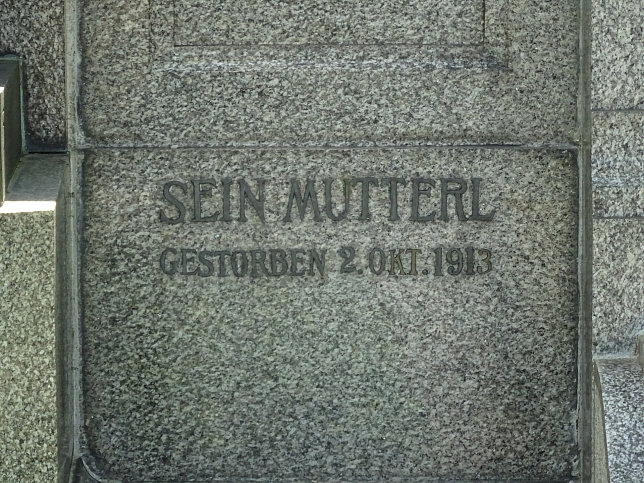 SEIN MUTTERL
GESTORBEN 2. OKT. 1913